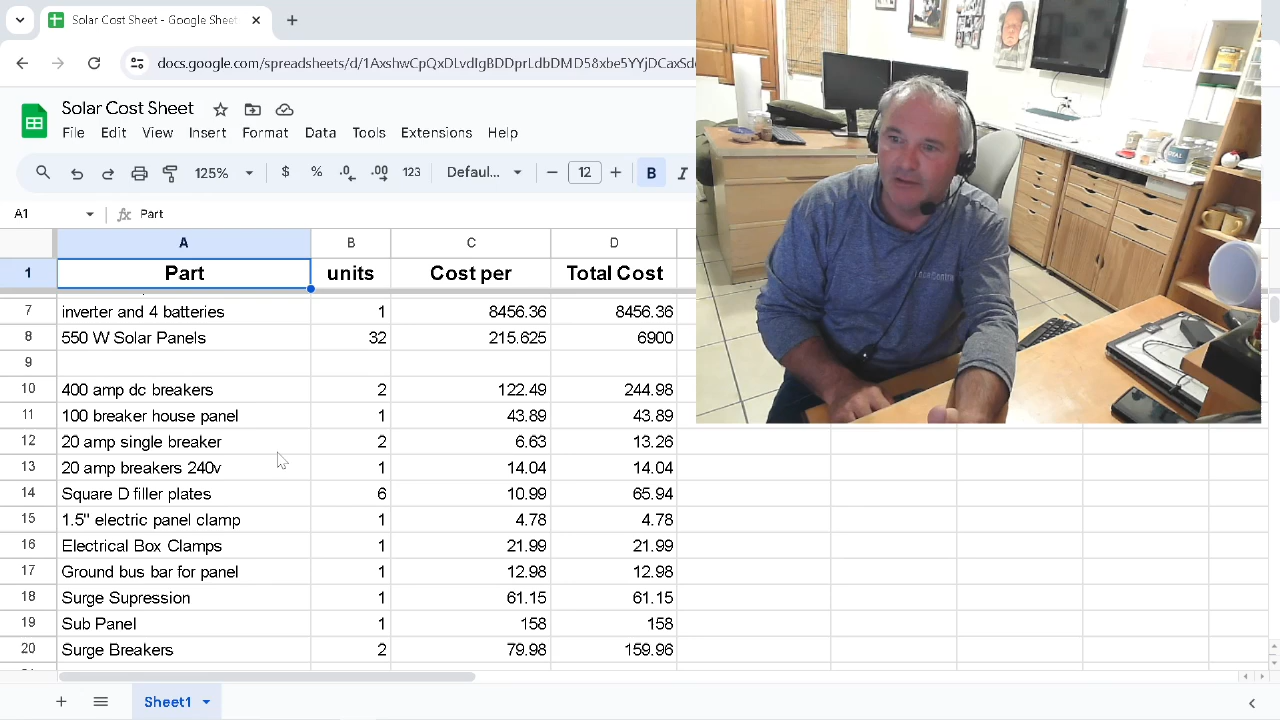 Solar Cost Sheet - Google Sheet
docs.google.com/spreadsheets/d/1AxshwCpQxDLvdlgBDDprLdbDMD58xbe5YYjDCaxSd
Solar Cost Sheet
File Edit View Insert Format Data Tools Extensions Help
125% $ % .0 .00 123 Defaul... 12 B I
A1 fx Part
A B C D
1 Part units Cost per Total Cost
7 inverter and 4 batteries 1 8456.36 8456.36
8 550 W Solar Panels 32 215.625 6900
9
10 400 amp dc breakers 2 122.49 244.98
11 100 breaker house panel 1 43.89 43.89
12 20 amp single breaker 2 6.63 13.26
13 20 amp breakers 240v 1 14.04 14.04
14 Square D filler plates 6 10.99 65.94
15 1.5" electric panel clamp 1 4.78 4.78
16 Electrical Box Clamps 1 21.99 21.99
17 Ground bus bar for panel 1 12.98 12.98
18 Surge Supression 1 61.15 61.15
19 Sub Panel 1 158 158
20 Surge Breakers 2 79.98 159.96
Sheet1